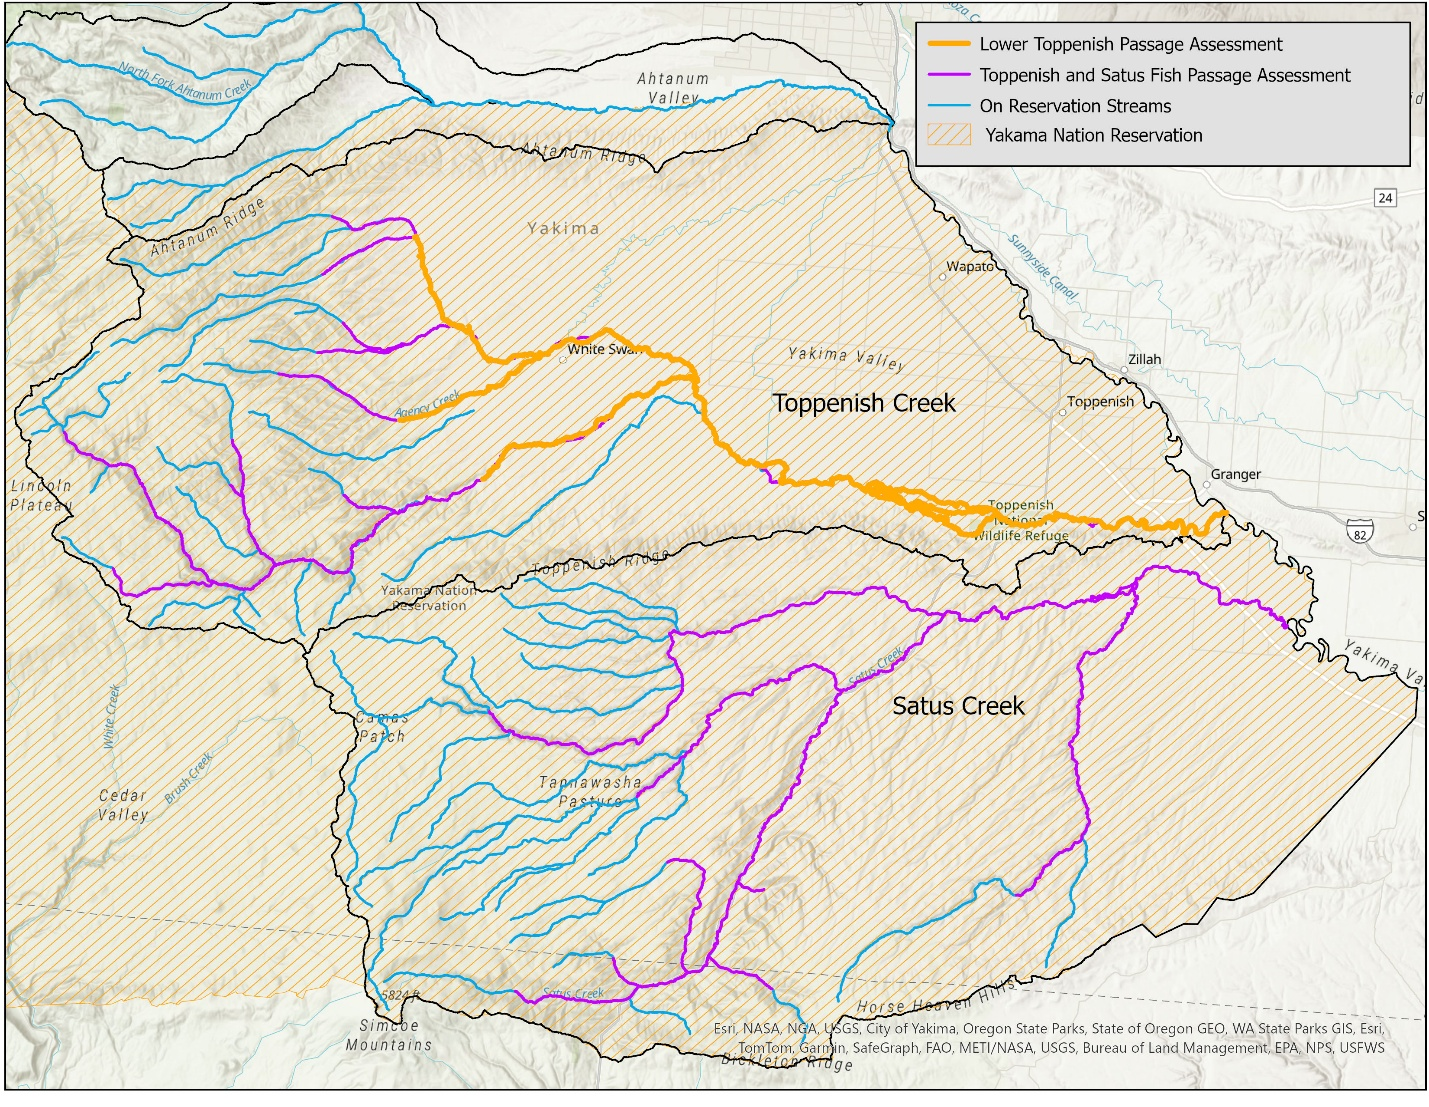 Lower Toppenish Passage Assessment
Toppenish and Satus Fish Passage Assessment
On Reservation Streams
Yakama Nation Reservation
North Fork Ahtanum Creek
Ahtanum
Valley
Ahtanum Ridge
Ahtanum Ridge
24
Yakima
Wapato
Sunnyside Canal
White Swan
Yakima Valley
Zillah
Agency Creek
Toppenish Creek
Toppenish
Granger
Lincoln
Plateau
Toppenish
National
Wildlife Refuge
82
Toppenish Ridge
Yakama Nation
Reservation
Satus Creek
Yakima Va
White Creek
Camas
Patch
Satus Creek
Brush Creek
Cedar
Valley
Tannawasha
Pasture
5824 ft
Satus Creek
Horse Heaven Hills
Simcoe
Mountains
Esri, NASA, NGA, USGS, City of Yakima, Oregon State Parks, State of Oregon GEO, WA State Parks GIS, Esri,
TomTom, Garmin, SafeGraph, FAO, METI/NASA, USGS, Bureau of Land Management, EPA, NPS, USFWS
Bickleton Ridge